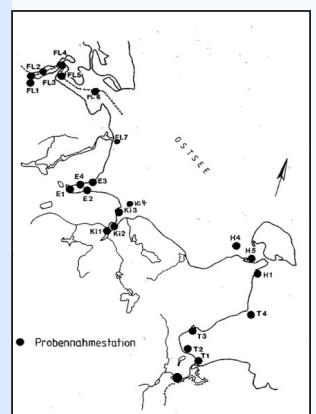 FL4
FL2
FL1
FL3
FL5
FL6
FL7
OSTSEE
E4
E3
E1
E2
Ki4
Ki3
Ki1
Ki2
H4
H5
H1
T4
T3
T2
T1
Probennahmestation